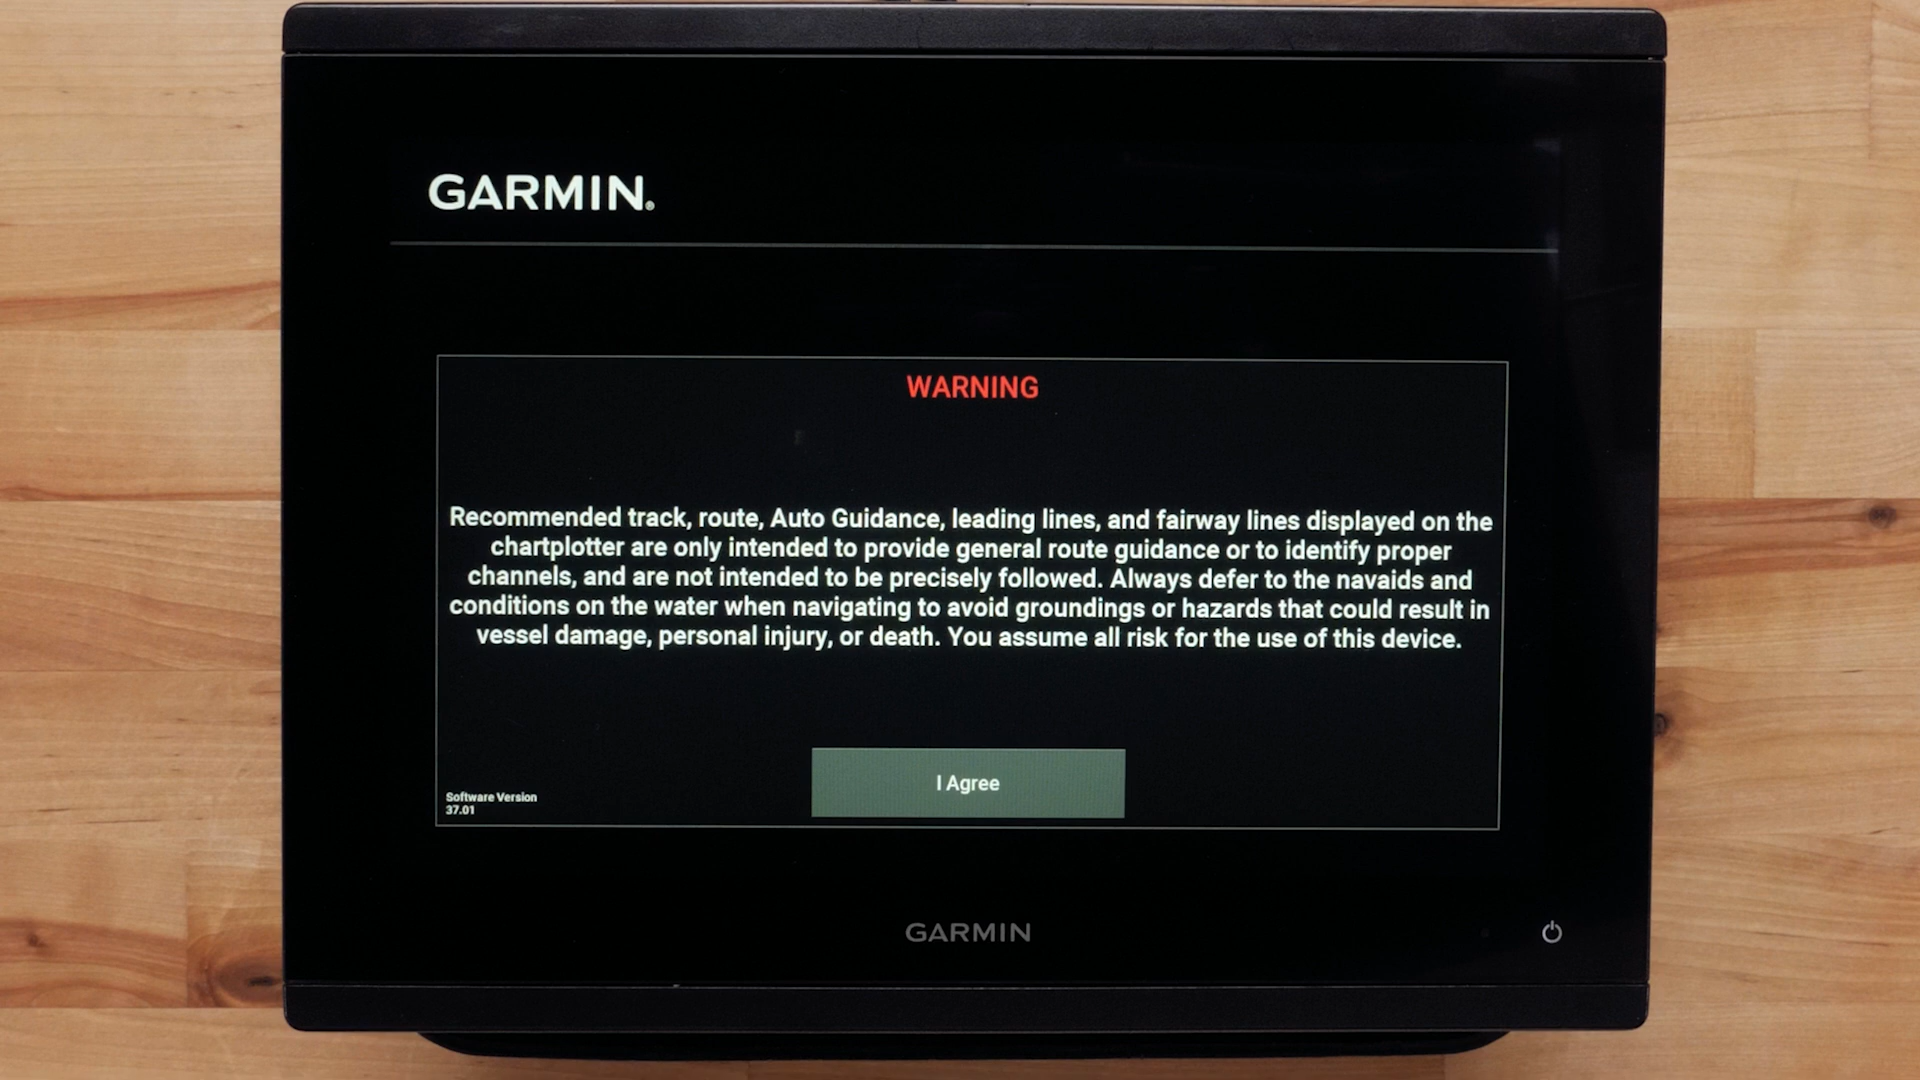 GARMIN®
WARNING
Recommended track, route, Auto Guidance, leading lines, and fairway lines displayed on the
chartplotter are only intended to provide general route guidance or to identify proper
channels, and are not intended to be precisely followed. Always defer to the navaids and
conditions on the water when navigating to avoid groundings or hazards that could result in
vessel damage, personal injury, or death. You assume all risk for the use of this device.
I Agree
Software Version
37.01
GARMIN